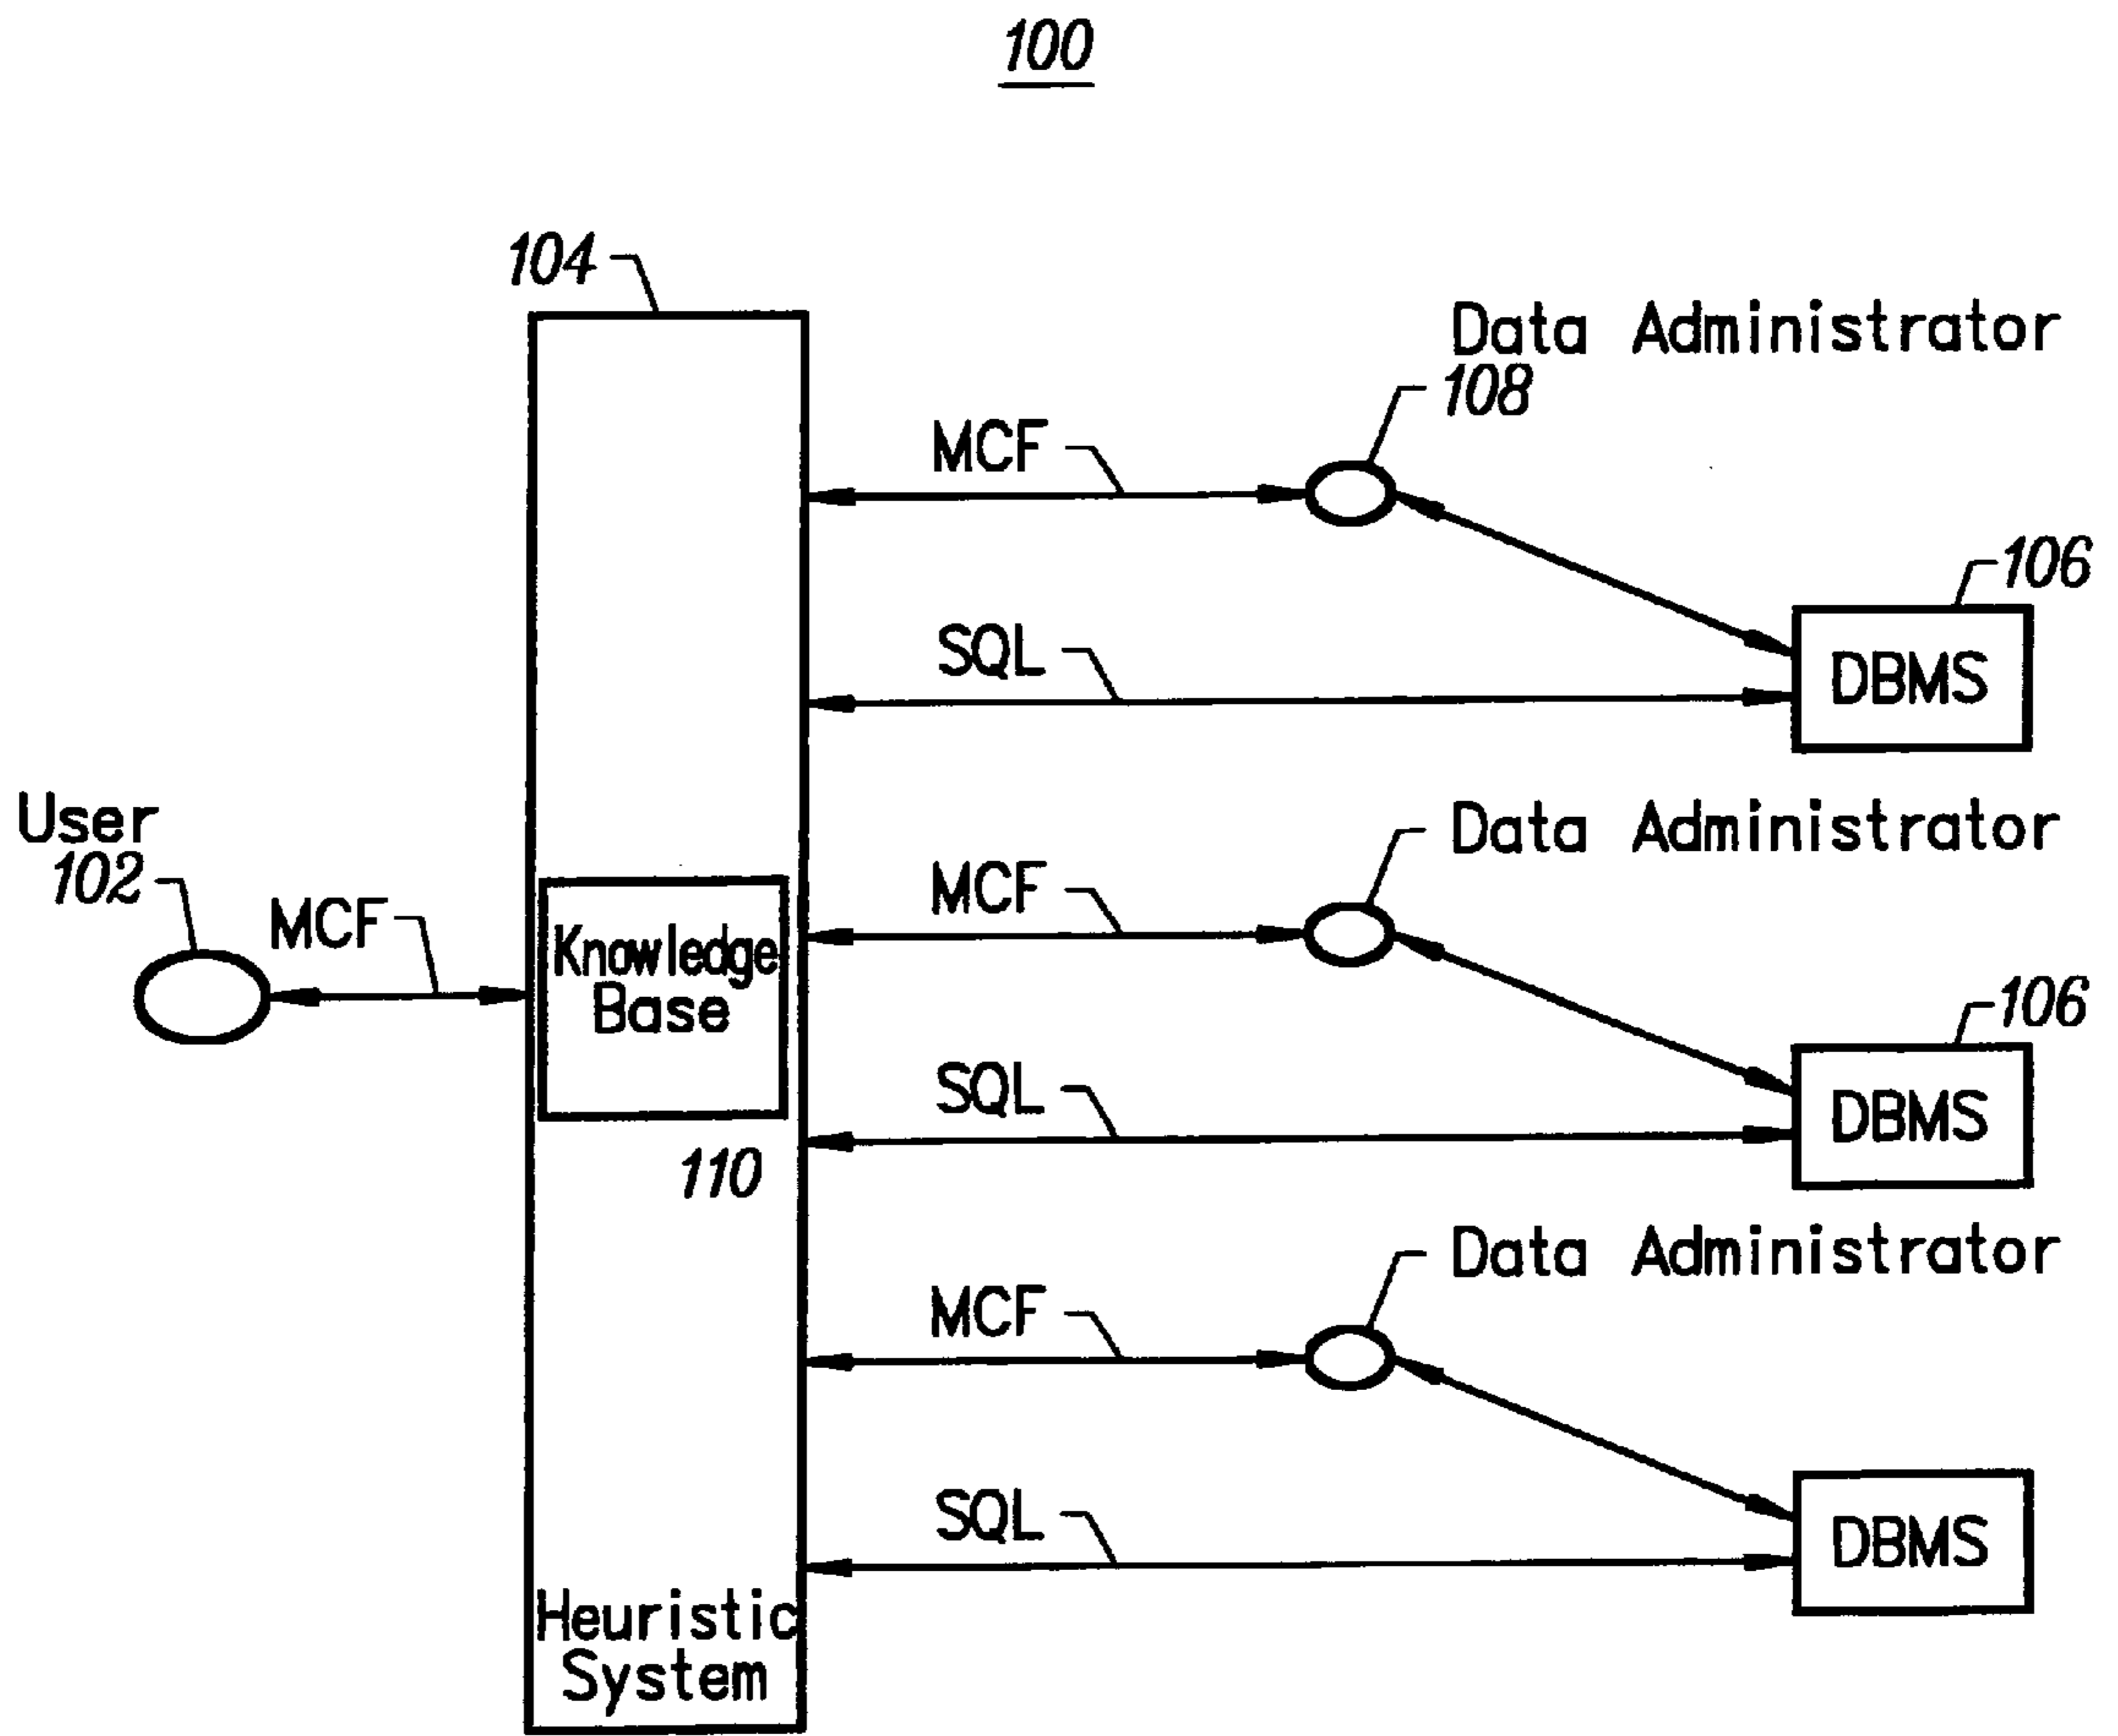 100
104
Data Administrator
108
MCF
106
SQL
DBMS
User
102
MCF
Data Administrator
MCF
Knowledge
Base
106
SQL
DBMS
110
Data Administrator
MCF
SQL
DBMS
Heuristic
System